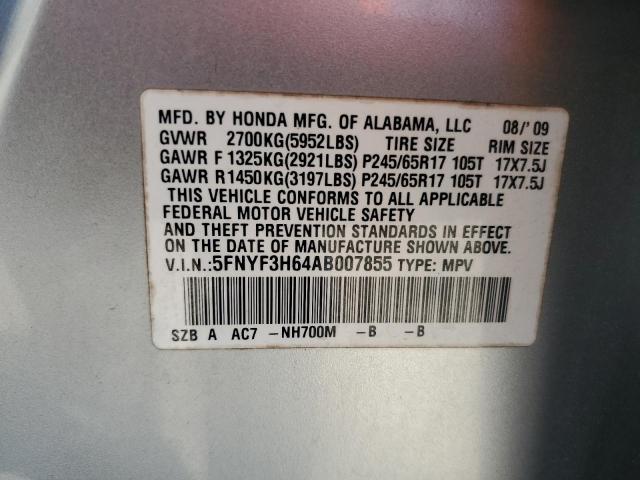 MFD. BY HONDA MFG. OF ALABAMA, LLC 08/'09
GVWR 2700KG(5952LBS) TIRE SIZE RIM SIZE
GAWR F 1325KG(2921LBS) P245/65R17 105T 17X7.5J
GAWR R1450KG(3197LBS) P245/65R17 105T 17X7.5J
THIS VEHICLE CONFORMS TO ALL APPLICABLE
FEDERAL MOTOR VEHICLE SAFETY
AND THEFT PREVENTION STANDARDS IN EFFECT
ON THE DATE OF MANUFACTURE SHOWN ABOVE.
V.I.N.:5FNYF3H64AB007855 TYPE: MPV
SZB A AC7 -NH700M -B -B